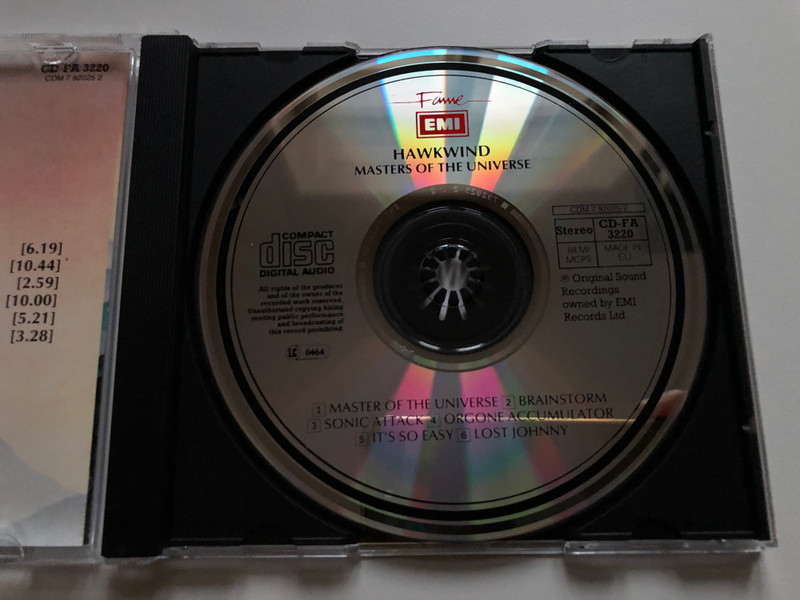 CD-FA 3220
CDM 7 92025 2
[6.19]
[10.44]
[2.59]
[10.00]
[5.21]
[3.28]
Fame
EMI
HAWKWIND
MASTERS OF THE UNIVERSE
COMPACT
disc
DIGITAL AUDIO
All rights of the producer
and of the owner of the
recorded work reserved.
Unauthorised copying hiring
renting public performance
and broadcasting of
this record prohibited.
LC 0464
CDM 7 92025 2
Stereo
CD-FA
3220
BIEM/
MCPS
MADE IN
EU
℗ Original Sound
Recordings
owned by EMI
Records Ltd
1 MASTER OF THE UNIVERSE 2 BRAINSTORM
3 SONIC ATTACK 4 ORGONE ACCUMULATOR
5 IT'S SO EASY 6 LOST JOHNNY